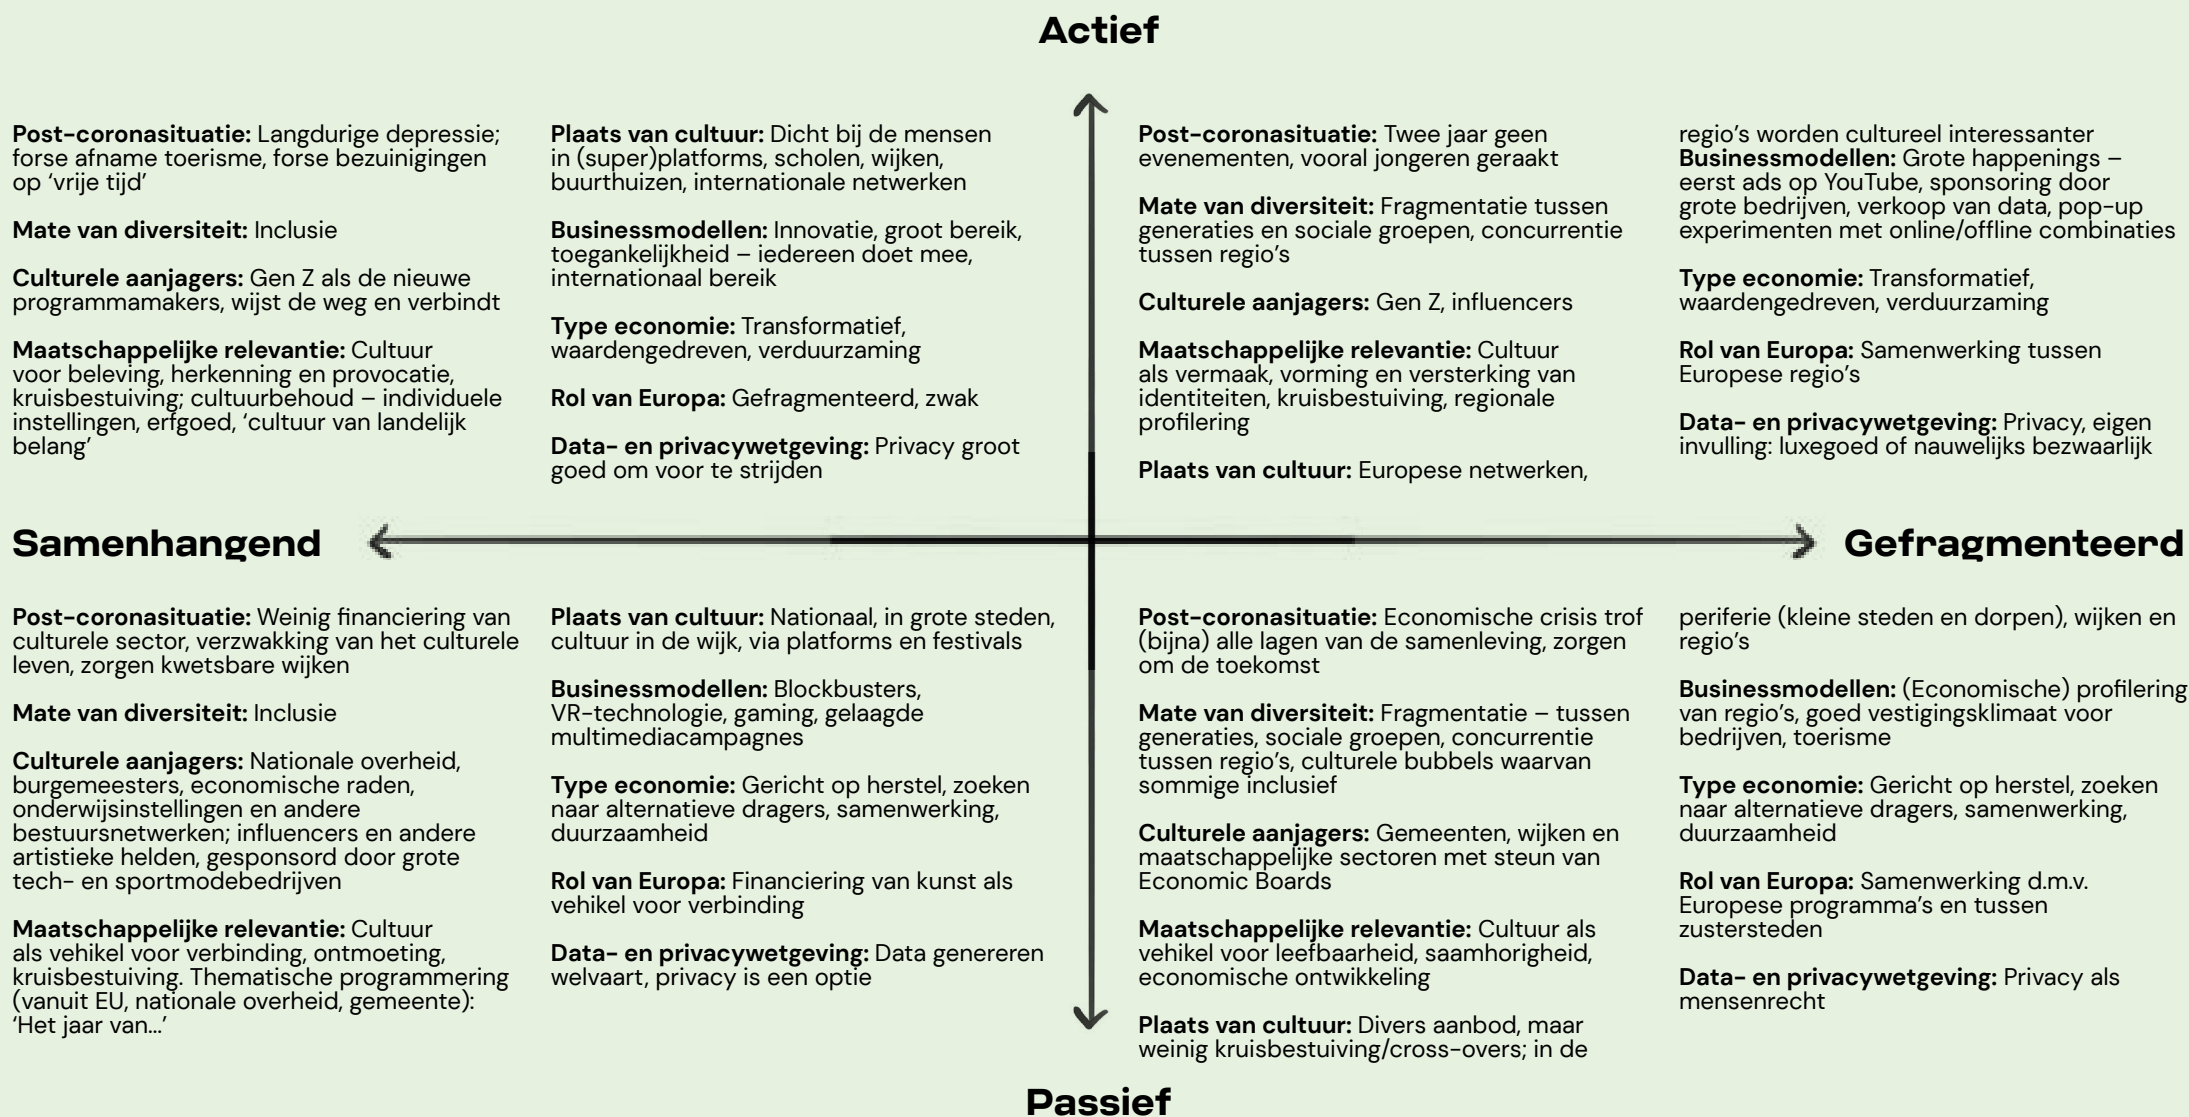 Actief
Post-coronasituatie: Langdurige depressie;
forse afname toerisme, forse bezuinigingen
op ‘vrije tijd’
Mate van diversiteit: Inclusie
Culturele aanjagers: Gen Z als de nieuwe
programmamakers, wijst de weg en verbindt
Maatschappelijke relevantie: Cultuur
voor beleving, herkenning en provocatie,
kruisbestuiving; cultuurbehoud – individuele
instellingen, erfgoed, ‘cultuur van landelijk
belang’
Plaats van cultuur: Dicht bij de mensen
in (super)platforms, scholen, wijken,
buurthuizen, internationale netwerken
Businessmodellen: Innovatie, groot bereik,
toegankelijkheid – iedereen doet mee,
internationaal bereik
Type economie: Transformatief,
waardengedreven, verduurzaming
Rol van Europa: Gefragmenteerd, zwak
Data- en privacywetgeving: Privacy groot
goed om voor te strijden
Post-coronasituatie: Twee jaar geen
evenementen, vooral jongeren geraakt
Mate van diversiteit: Fragmentatie tussen
generaties en sociale groepen, concurrentie
tussen regio’s
Culturele aanjagers: Gen Z, influencers
Maatschappelijke relevantie: Cultuur
als vermaak, vorming en versterking van
identiteiten, kruisbestuiving, regionale
profilering
Plaats van cultuur: Europese netwerken,
regio’s worden cultureel interessanter
Businessmodellen: Grote happenings –
eerst ads op YouTube, sponsoring door
grote bedrijven, verkoop van data, pop-up
experimenten met online/offline combinaties
Type economie: Transformatief,
waardengedreven, verduurzaming
Rol van Europa: Samenwerking tussen
Europese regio’s
Data- en privacywetgeving: Privacy, eigen
invulling: luxegoed of nauwelijks bezwaarlijk
Samenhangend
Gefragmenteerd
Post-coronasituatie: Weinig financiering van
culturele sector, verzwakking van het culturele
leven, zorgen kwetsbare wijken
Mate van diversiteit: Inclusie
Culturele aanjagers: Nationale overheid,
burgemeesters, economische raden,
onderwijsinstellingen en andere
bestuursnetwerken; influencers en andere
artistieke helden, gesponsord door grote
tech- en sportmodebedrijven
Maatschappelijke relevantie: Cultuur
als vehikel voor verbinding, ontmoeting,
kruisbestuiving. Thematische programmering
(vanuit EU, nationale overheid, gemeente):
‘Het jaar van…’
Plaats van cultuur: Nationaal, in grote steden,
cultuur in de wijk, via platforms en festivals
Businessmodellen: Blockbusters,
VR-technologie, gaming, gelaagde
multimediacampagnes
Type economie: Gericht op herstel, zoeken
naar alternatieve dragers, samenwerking,
duurzaamheid
Rol van Europa: Financiering van kunst als
vehikel voor verbinding
Data- en privacywetgeving: Data genereren
welvaart, privacy is een optie
Post-coronasituatie: Economische crisis trof
(bijna) alle lagen van de samenleving, zorgen
om de toekomst
Mate van diversiteit: Fragmentatie – tussen
generaties, sociale groepen, concurrentie
tussen regio’s, culturele bubbels waarvan
sommige inclusief
Culturele aanjagers: Gemeenten, wijken en
maatschappelijke sectoren met steun van
Economic Boards
Maatschappelijke relevantie: Cultuur als
vehikel voor leefbaarheid, saamhorigheid,
economische ontwikkeling
Plaats van cultuur: Divers aanbod, maar
weinig kruisbestuiving/cross-overs; in de
periferie (kleine steden en dorpen), wijken en
regio’s
Businessmodellen: (Economische) profilering
van regio’s, goed vestigingsklimaat voor
bedrijven, toerisme
Type economie: Gericht op herstel, zoeken
naar alternatieve dragers, samenwerking,
duurzaamheid
Rol van Europa: Samenwerking d.m.v.
Europese programma’s en tussen
zustersteden
Data- en privacywetgeving: Privacy als
mensenrecht
Passief